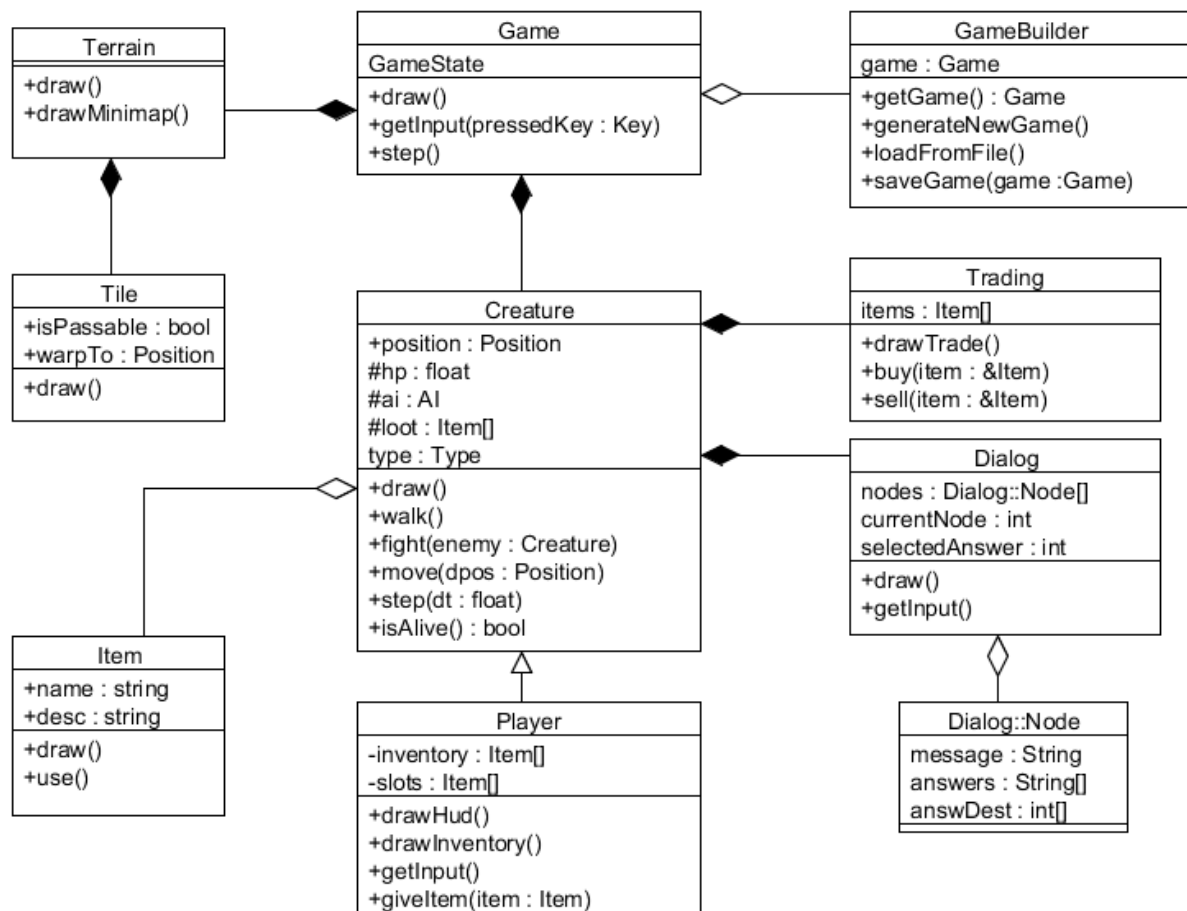 Terrain
+draw()
+drawMinimap()
Game
GameState
+draw()
+getInput(pressedKey : Key)
+step()
GameBuilder
game : Game
+getGame() : Game
+generateNewGame()
+loadFromFile()
+saveGame(game :Game)
Tile
+isPassable : bool
+warpTo : Position
+draw()
Creature
+position : Position
#hp : float
#ai : AI
#loot : Item[]
type : Type
+draw()
+walk()
+fight(enemy : Creature)
+move(dpos : Position)
+step(dt : float)
+isAlive() : bool
Trading
items : Item[]
+drawTrade()
+buy(item : &Item)
+sell(item : &Item)
Dialog
nodes : Dialog::Node[]
currentNode : int
selectedAnswer : int
+draw()
+getInput()
Item
+name : string
+desc : string
+draw()
+use()
Player
-inventory : Item[]
-slots : Item[]
+drawHud()
+drawInventory()
+getInput()
+giveItem(item : Item)
Dialog::Node
message : String
answers : String[]
answDest : int[]